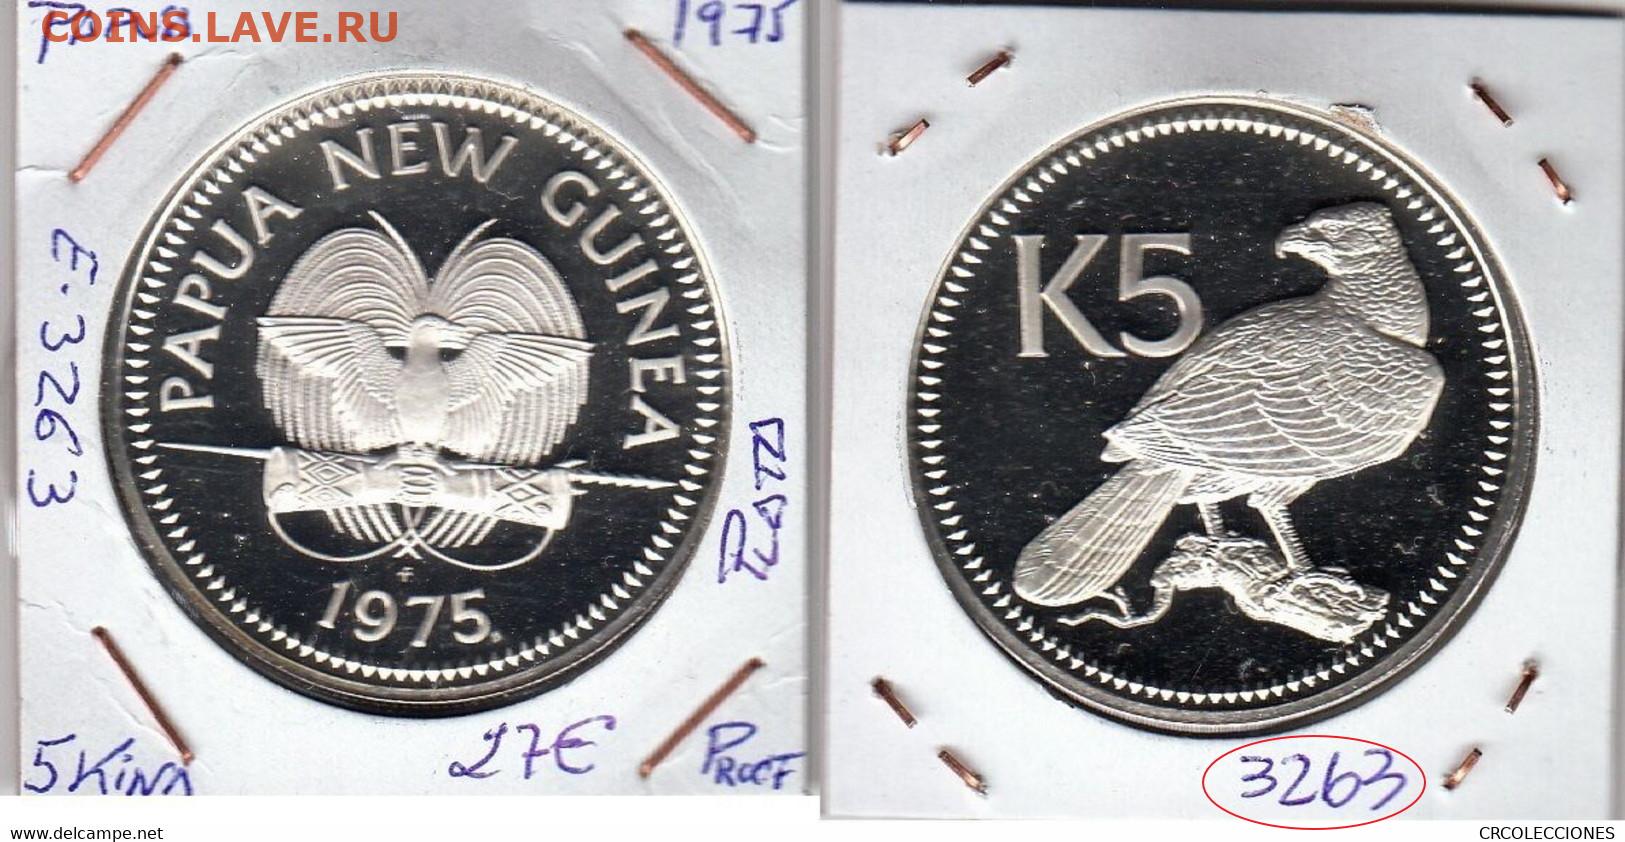 COINS.LAVE.RU
1975
PAPUA NEW GUINEA
1975.
F
E-3263
PLATA
27€
5 KINA
PROOF
K5
3263
www.delcampe.net
CRCOLECCIONES